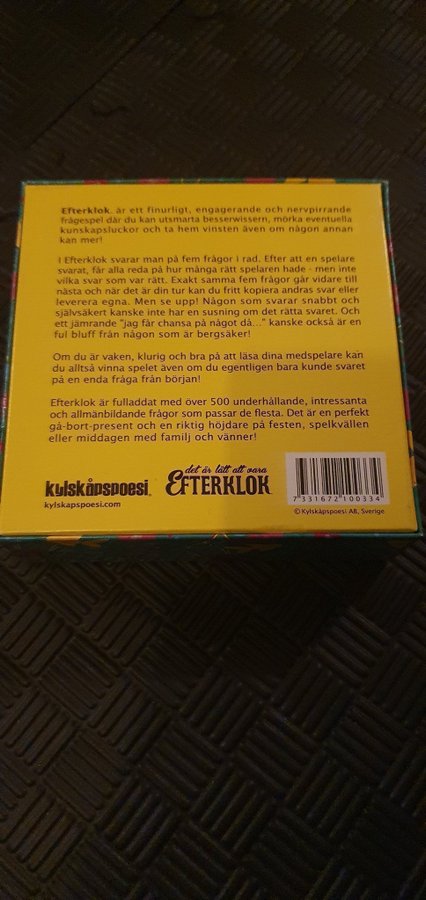 Efterklok är ett finurligt, engagerande och nervpirrande
frågespel där du kan utsmarta besserwissern, mörka eventuella
kunskapsluckor och ta hem vinsten även om någon annan
kan mer!
I Efterklok svarar man på fem frågor i rad. Efter att en spelare
svarat, får alla reda på hur många rätt spelaren hade - men inte
vilka svar som var rätt. Exakt samma fem frågor går vidare till
nästa och när det är din tur kan du fritt kopiera andras svar eller
leverera egna. Men se upp! Någon som svarar snabbt och
självsäkert kanske inte har en susning om det rätta svaret. Och
ett jämrande "jag får chansa på något då..." kanske också är en
ful bluff från någon som är bergsäker!
Om du är vaken, klurig och bra på att läsa dina medspelare kan
du alltså vinna spelet även om du egentligen bara kunde svaret
på en enda fråga från början!
Efterklok är fulladdat med över 500 underhållande, intressanta
och allmänbildande frågor som passar de flesta. Det är en perfekt
gå-bort-present och en riktig höjdare på festen, spelkvällen
eller middagen med familj och vänner!
kylskåpspoesi®
kylskapspoesi.com
det är lätt att vara
EFTERKLOK
7 331672 100334
© Kylskåpspoesi AB, Sverige